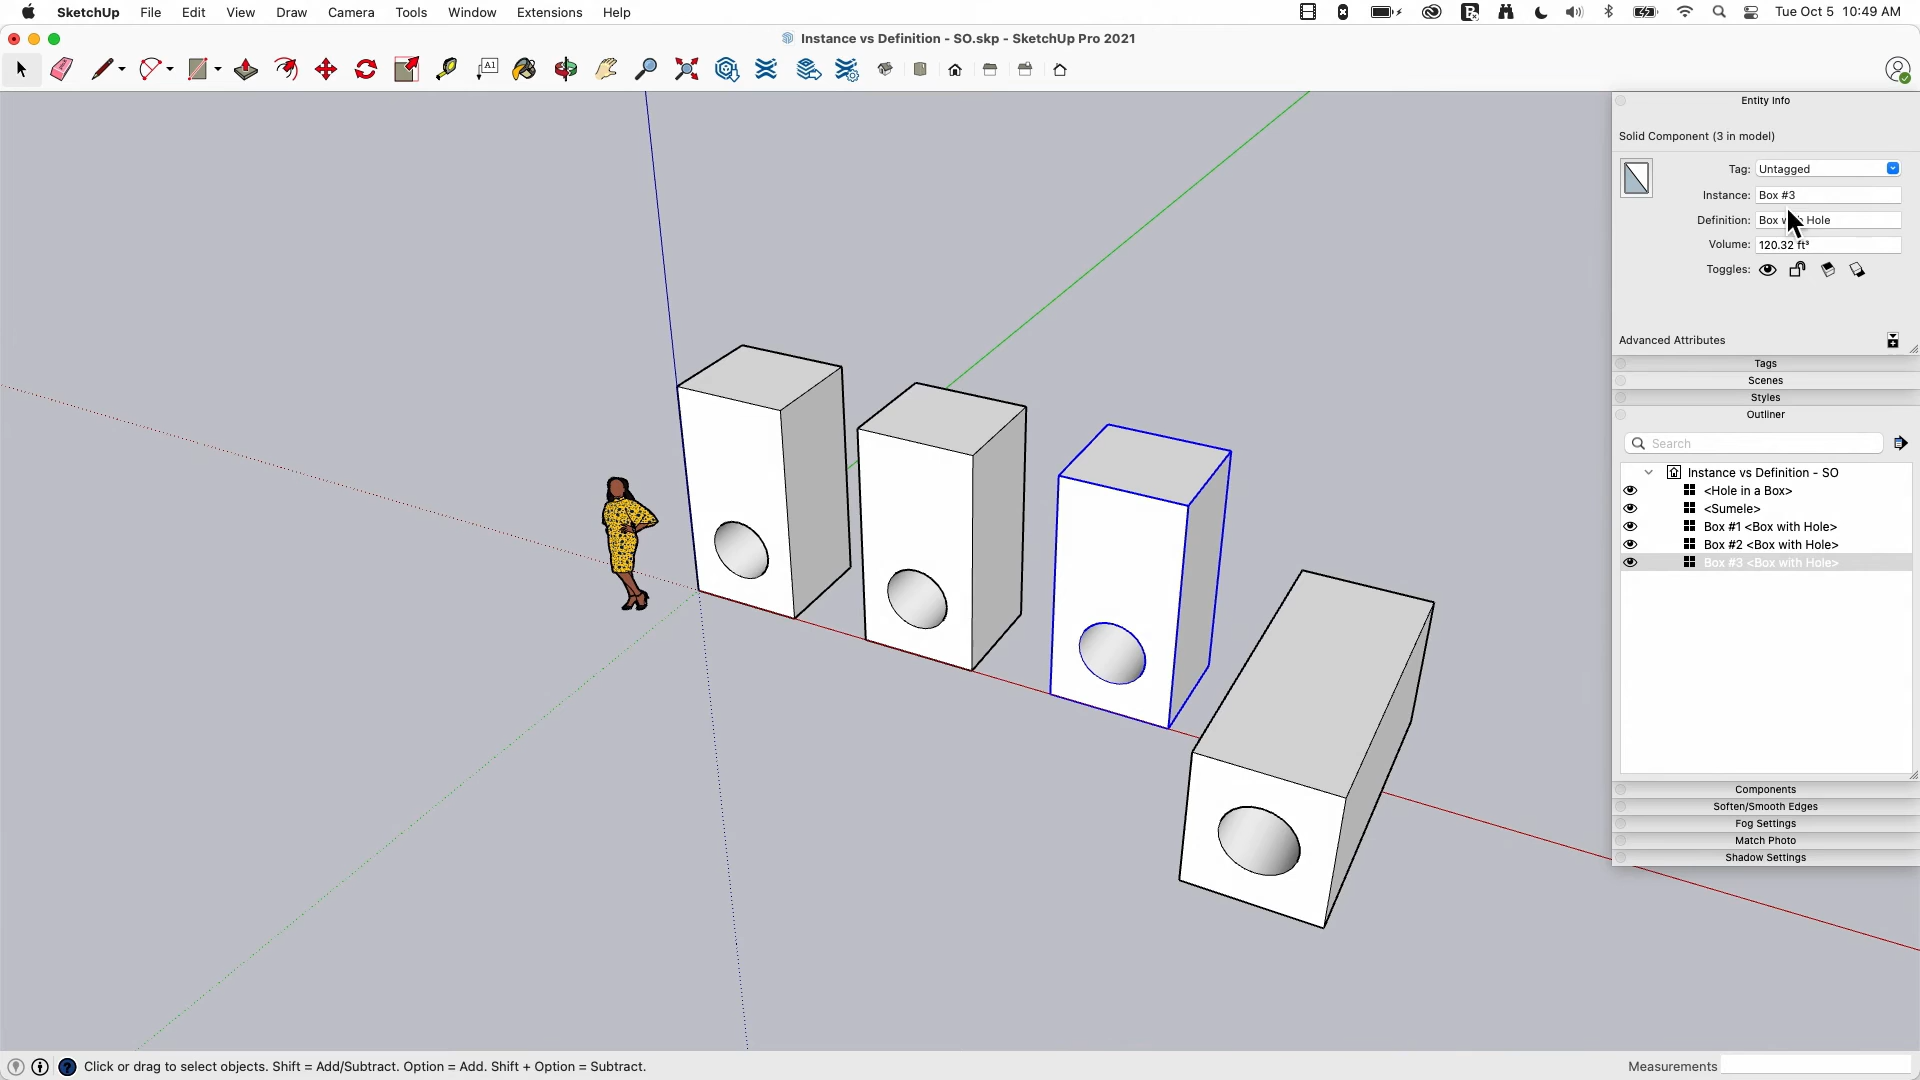 SketchUp File Edit View Draw Camera Tools Window Extensions Help Tue Oct 5 10:49 AM
Instance vs Definition - SO.skp - SketchUp Pro 2021
A1
Entity Info
Solid Component (3 in model)
Tag: Untagged
Instance: Box #3
Definition: Box with Hole
Volume: 120.32 ft³
Toggles:
Advanced Attributes
Tags
Scenes
Styles
Outliner
Search
Instance vs Definition - SO
<Hole in a Box>
<Sumele>
Box #1 <Box with Hole>
Box #2 <Box with Hole>
Box #3 <Box with Hole>
Components
Soften/Smooth Edges
Fog Settings
Match Photo
Shadow Settings
Click or drag to select objects. Shift = Add/Subtract. Option = Add. Shift + Option = Subtract.
Measurements